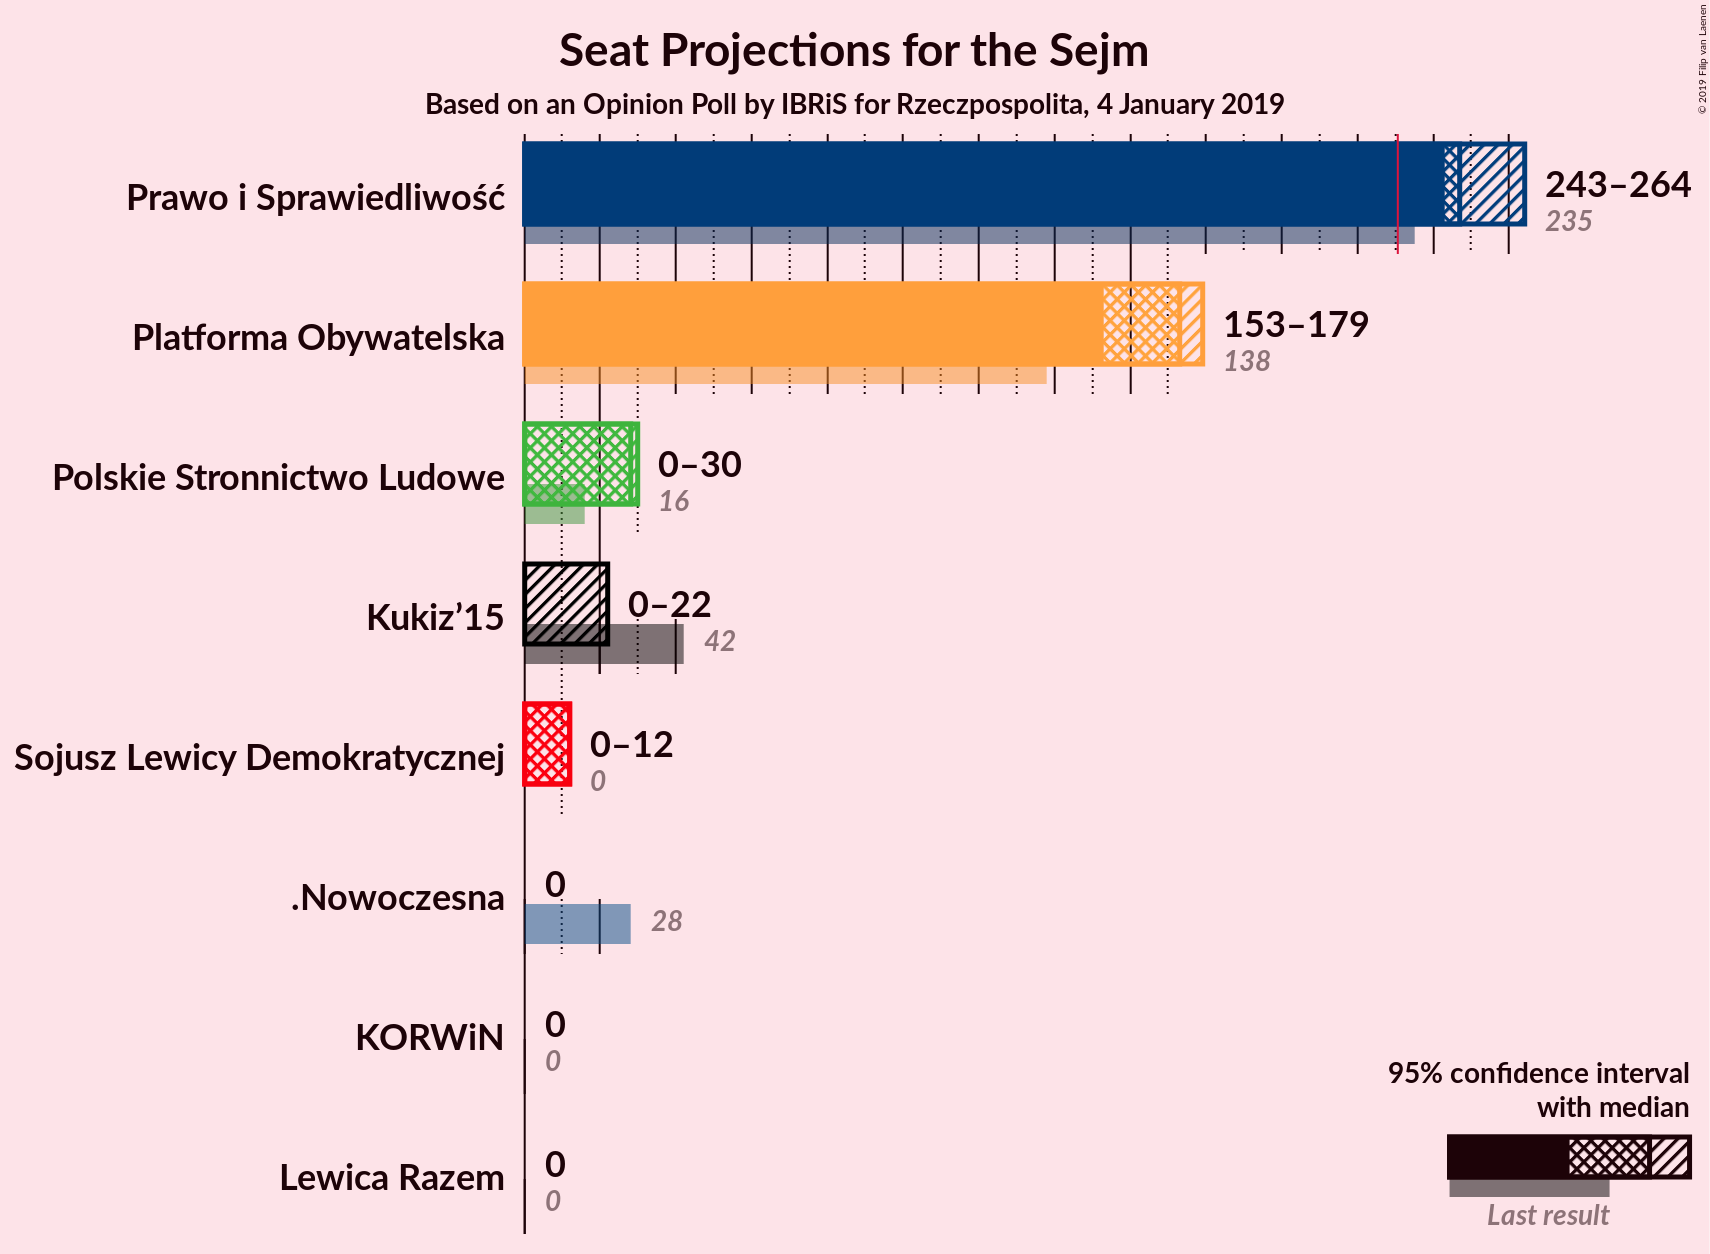 Seat Projections for the Sejm
Based on an Opinion Poll by IBRiS for Rzeczpospolita, 4 January 2019
© 2019 Filip van Laenen
Prawo i Sprawiedliwość
243–264
235
Platforma Obywatelska
153–179
138
Polskie Stronnictwo Ludowe
0–30
16
Kukiz’15
0–22
42
Sojusz Lewicy Demokratycznej
0–12
0
.Nowoczesna
0
28
KORWiN
0
0
Lewica Razem
0
0
95% confidence interval
with median
Last result